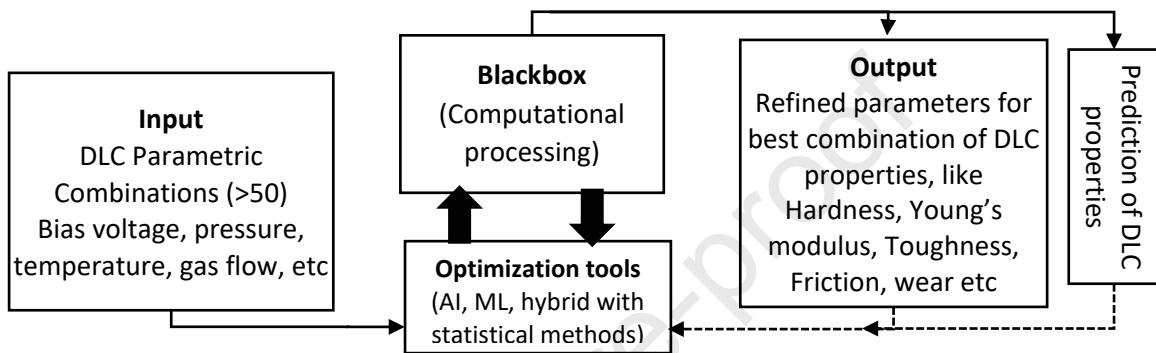 Input
DLC Parametric
Combinations (>50)
Bias voltage, pressure,
temperature, gas flow, etc
Blackbox
(Computational
processing)
Optimization tools
(AI, ML, hybrid with
statistical methods)
Output
Refined parameters for
best combination of DLC
properties, like
Hardness, Young's
modulus, Toughness,
Friction, wear etc
Prediction of DLC
properties
re-proof